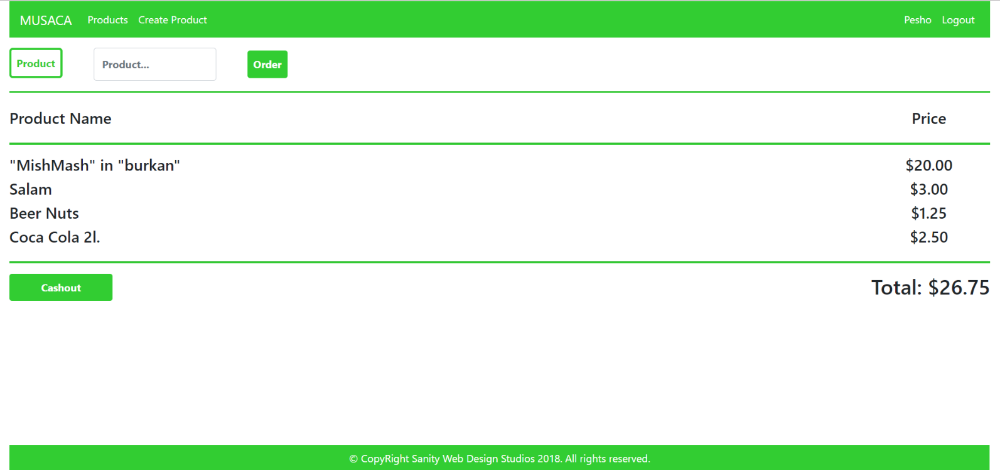 MUSACA Products Create Product Pesho Logout
Product Product... Order
Product Name Price
"MishMash" in "burkan" $20.00
Salam $3.00
Beer Nuts $1.25
Coca Cola 2l. $2.50
Cashout Total: $26.75
© CopyRight Sanity Web Design Studios 2018. All rights reserved.